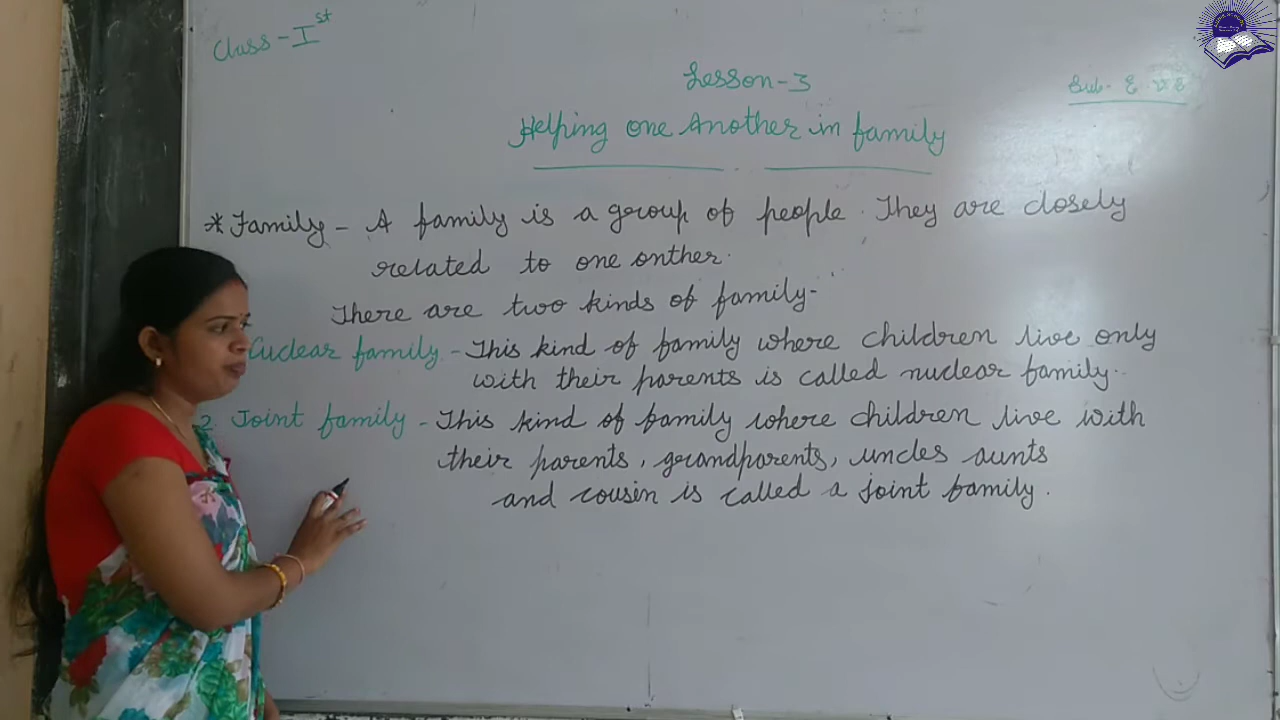 Class - Ist
Lesson - 3
Sub- E.V.E
Helping one Another in family
* Family - A family is a group of people. They are closely
related to one onther.
There are two kinds of family-
Nuclear family - This kind of family where children live only
with their parents is called nuclear family.
2. Joint family - This kind of family where children live with
their parents, grandparents, uncles aunts
and cousin is called a joint family.